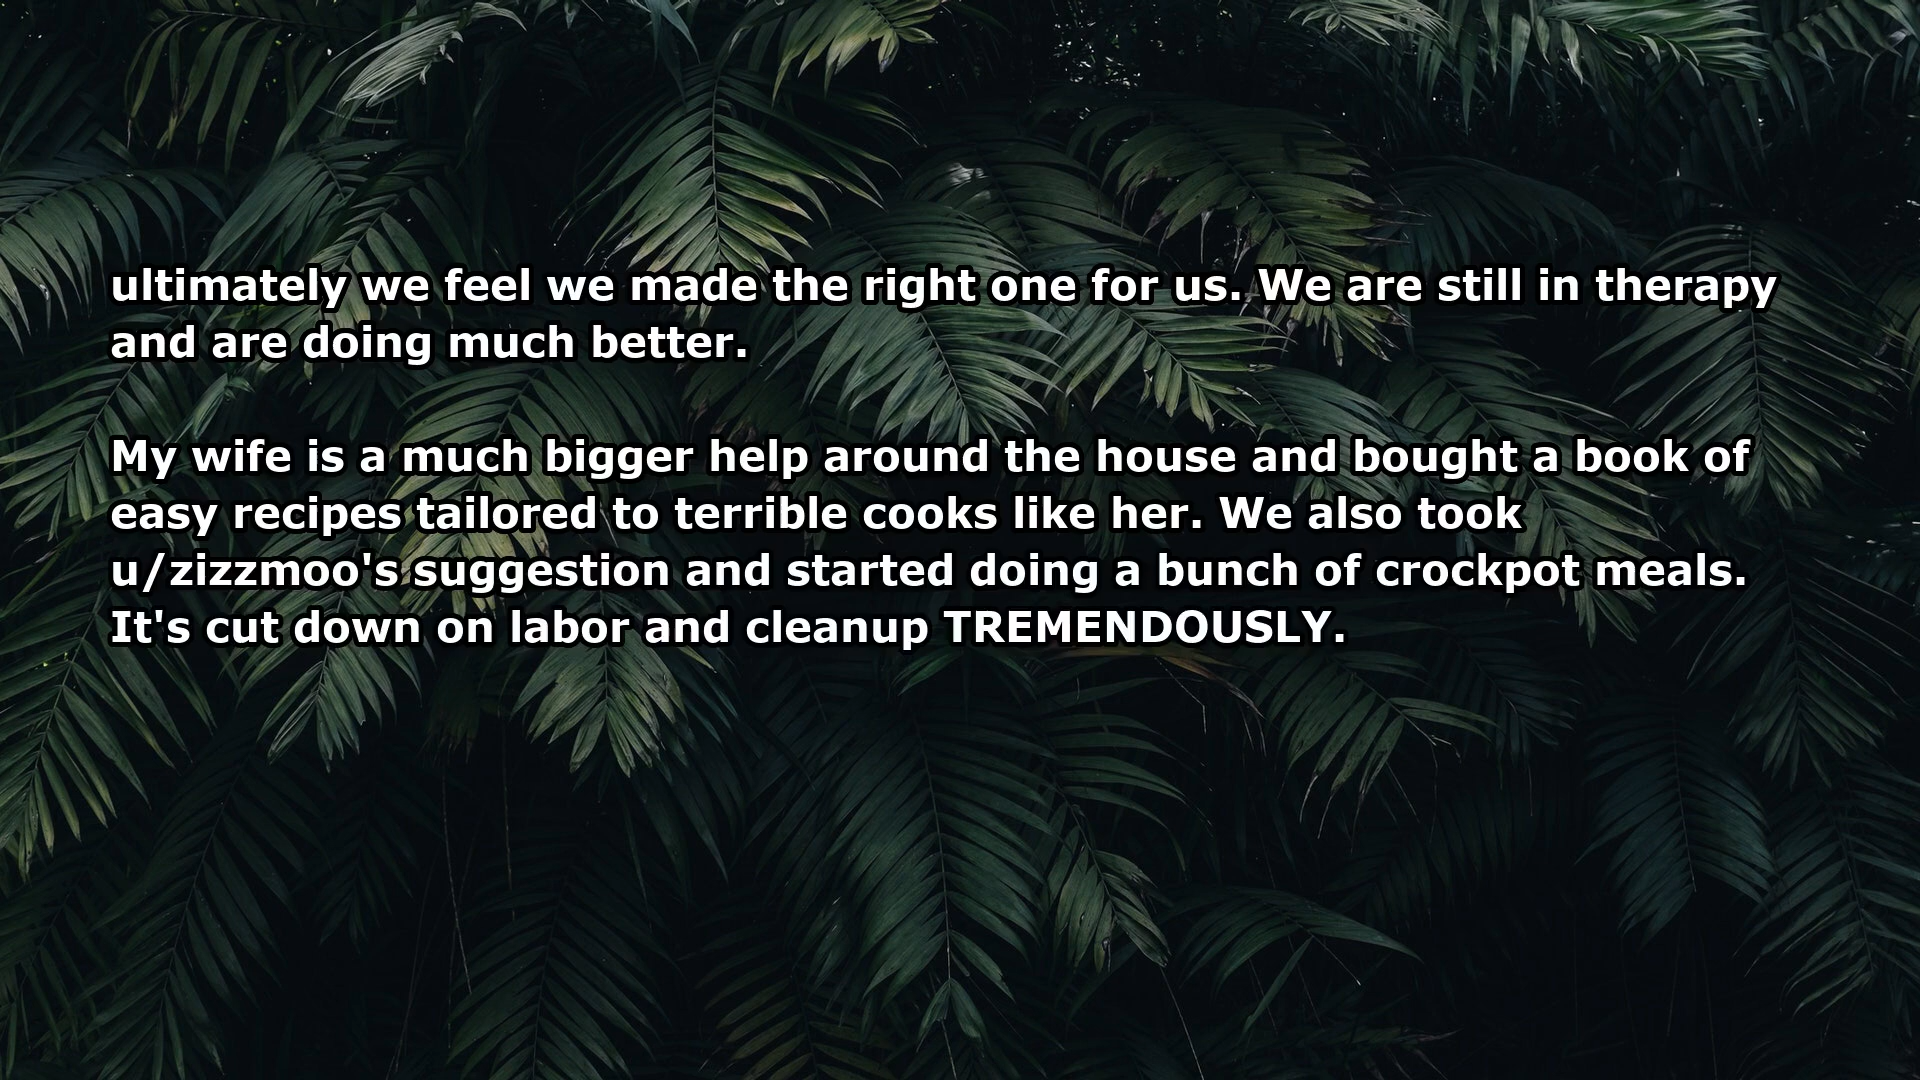 ultimately we feel we made the right one for us. We are still in therapy
and are doing much better.
My wife is a much bigger help around the house and bought a book of
easy recipes tailored to terrible cooks like her. We also took
u/zizzmoo's suggestion and started doing a bunch of crockpot meals.
It's cut down on labor and cleanup TREMENDOUSLY.